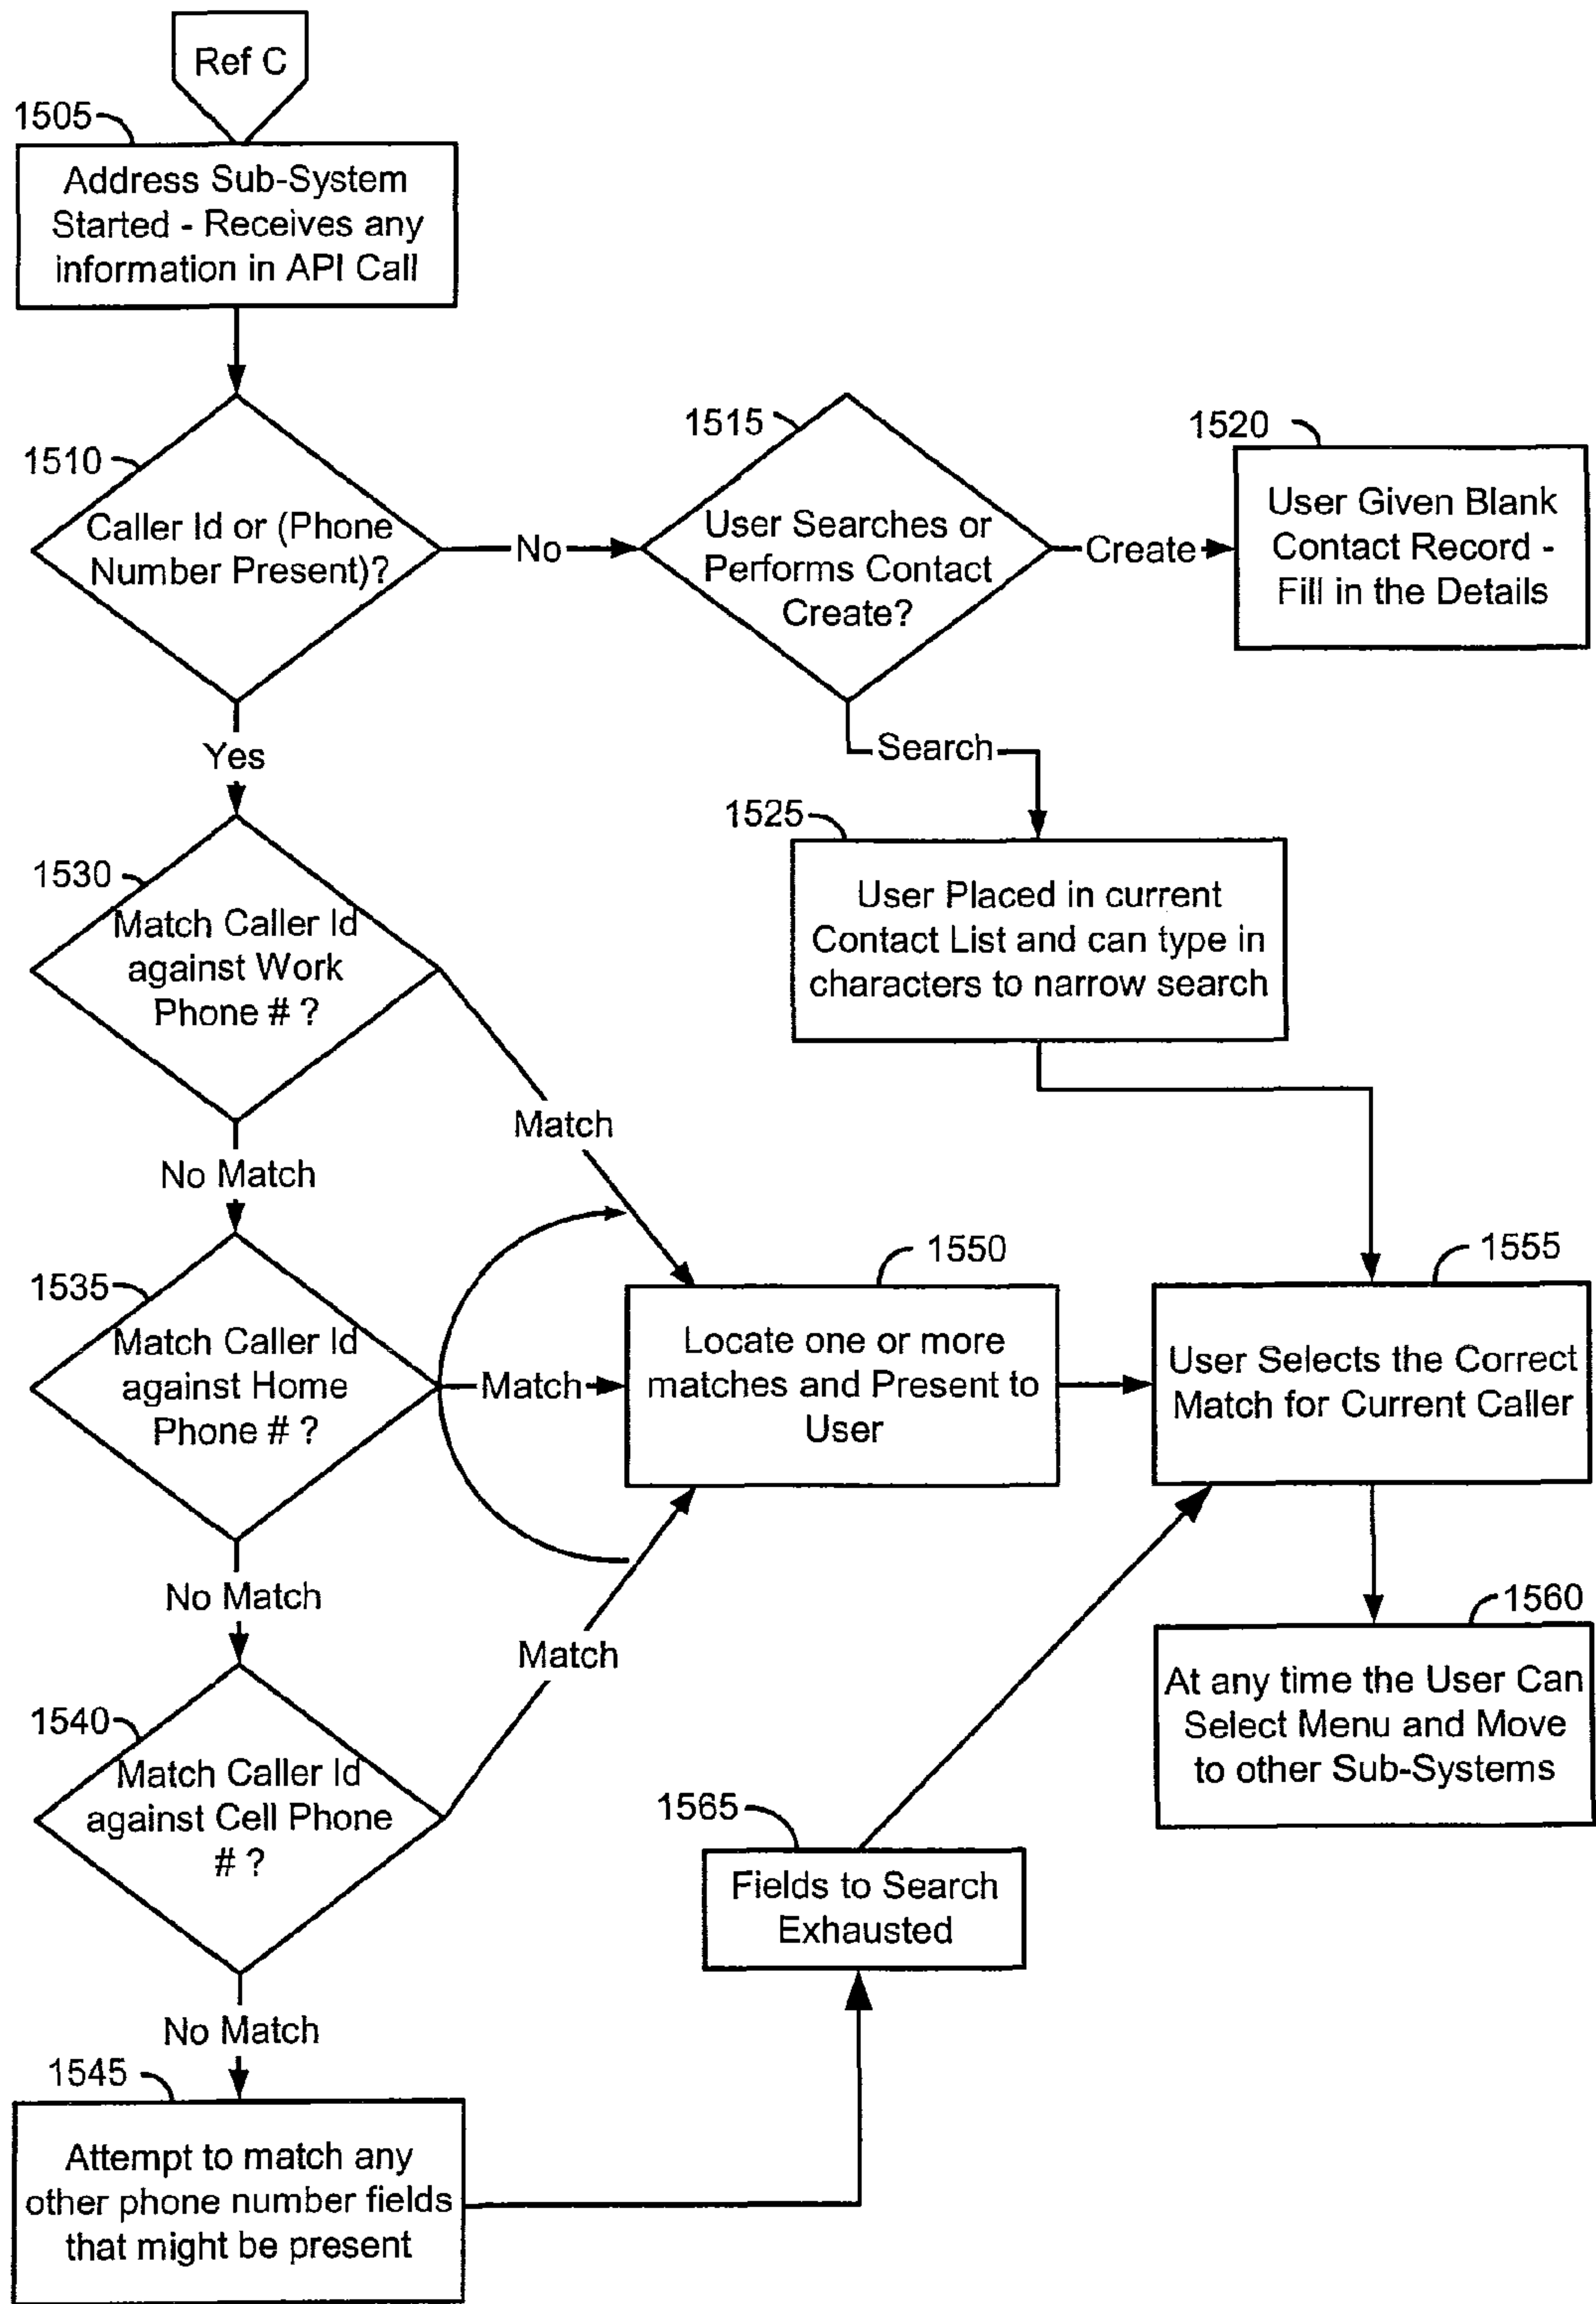 Ref C
1505
Address Sub-System
Started - Receives any
information in API Call
1510
Caller Id or (Phone
Number Present)?
No
1515
User Searches or
Performs Contact
Create?
Create
1520
User Given Blank
Contact Record -
Fill in the Details
Yes
Search
1525
User Placed in current
Contact List and can type in
characters to narrow search
1530
Match Caller Id
against Work
Phone # ?
Match
No Match
1535
Match Caller Id
against Home
Phone # ?
Match
1550
Locate one or more
matches and Present to
User
1555
User Selects the Correct
Match for Current Caller
No Match
1540
Match Caller Id
against Cell Phone
# ?
Match
1560
At any time the User Can
Select Menu and Move
to other Sub-Systems
1565
Fields to Search
Exhausted
No Match
1545
Attempt to match any
other phone number fields
that might be present